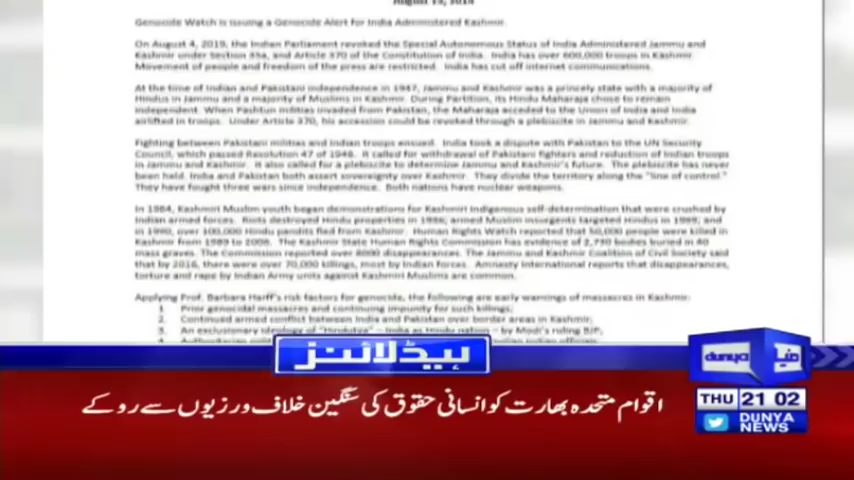 August 15, 2019
Genocide Watch is issuing a Genocide Alert for India Administered Kashmir.
On August 4, 2019, the Indian Parliament revoked the Special Autonomous Status of India Administered Jammu and
Kashmir under Section 35a, and Article 370 of the Constitution of India. India has over 600,000 troops in Kashmir.
Movement of people and freedom of the press are restricted. India has cut off internet communications.
At the time of Indian and Pakistani independence in 1947, Jammu and Kashmir was a princely state with a majority of
Hindus in Jammu and a majority of Muslims in Kashmir. During Partition, its Hindu Maharaja chose to remain
independent. When Pashtun militias invaded from Pakistan, the Maharaja acceded to the Union of India and India
airlifted in troops. Under Article 370, his accession could be revoked through a plebiscite in Jammu and Kashmir.
Fighting between Pakistani militias and Indian troops ensued. India took a dispute with Pakistan to the UN Security
Council, which passed Resolution 47 of 1948. It called for withdrawal of Pakistani fighters and reduction of Indian troops
in Jammu and Kashmir. It also called for a plebiscite to determine Jammu and Kashmir's future. The plebiscite has never
been held. India and Pakistan both assert sovereignty over Kashmir. They divide the territory along the "line of control."
They have fought three wars since independence. Both nations have nuclear weapons.
In 1984, Kashmiri Muslim youth began demonstrations for Kashmiri indigenous self-determination that were crushed by
Indian armed forces. Riots destroyed Hindu properties in 1986; armed Muslim insurgents targeted Hindus in 1989; and
in 1990, over 100,000 Hindu pandits fled from Kashmir. Human Rights Watch reported that 50,000 people were killed in
Kashmir from 1989 to 2006. The Kashmir State Human Rights Commission has evidence of 2,730 bodies buried in 40
mass graves. The Commission reported over 8000 disappearances. The Jammu and Kashmir Coalition of Civil Society said
that by 2016, there were over 70,000 killings, most by Indian forces. Amnesty International reports that disappearances,
torture and rape by Indian Army units against Kashmiri Muslims are common.
Applying Prof. Barbara Harff's risk factors for genocide, the following are early warnings of massacres in Kashmir:
1 Prior genocidal massacres and continuing impunity for such killings;
2. Continued armed conflict between India and Pakistan over border areas in Kashmir;
3. An exclusionary ideology of "Hindutva" – India as Hindu nation – by Modi's ruling BJP;
ہیڈلائنز
dunya دنیا
THU 21 02
DUNYA
NEWS
اقوام متحدہ بھارت کو انسانی حقوق کی سنگین خلاف ورزیوں سے روکے